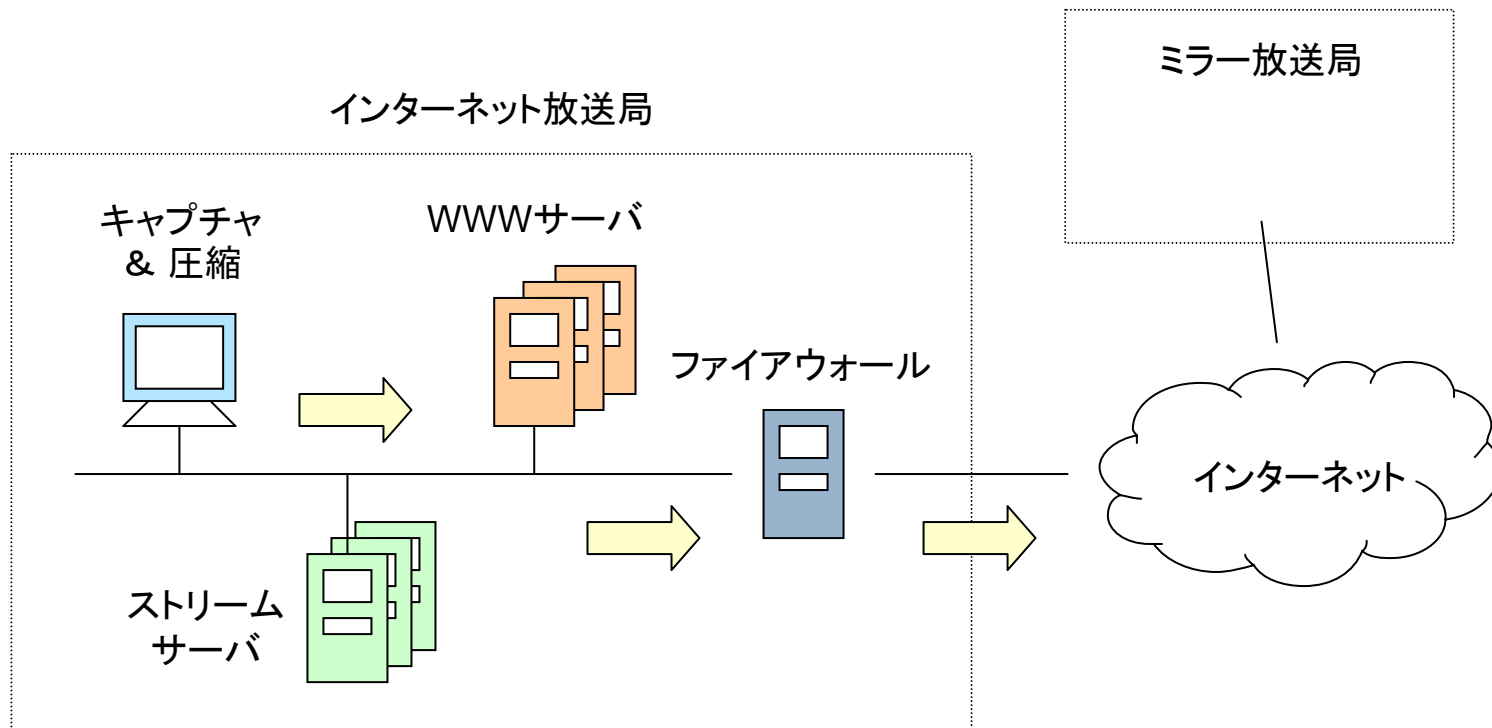 ミラー放送局
インターネット放送局
キャプチャ
& 圧縮
WWWサーバ
ファイアウォール
インターネット
ストリーム
サーバ